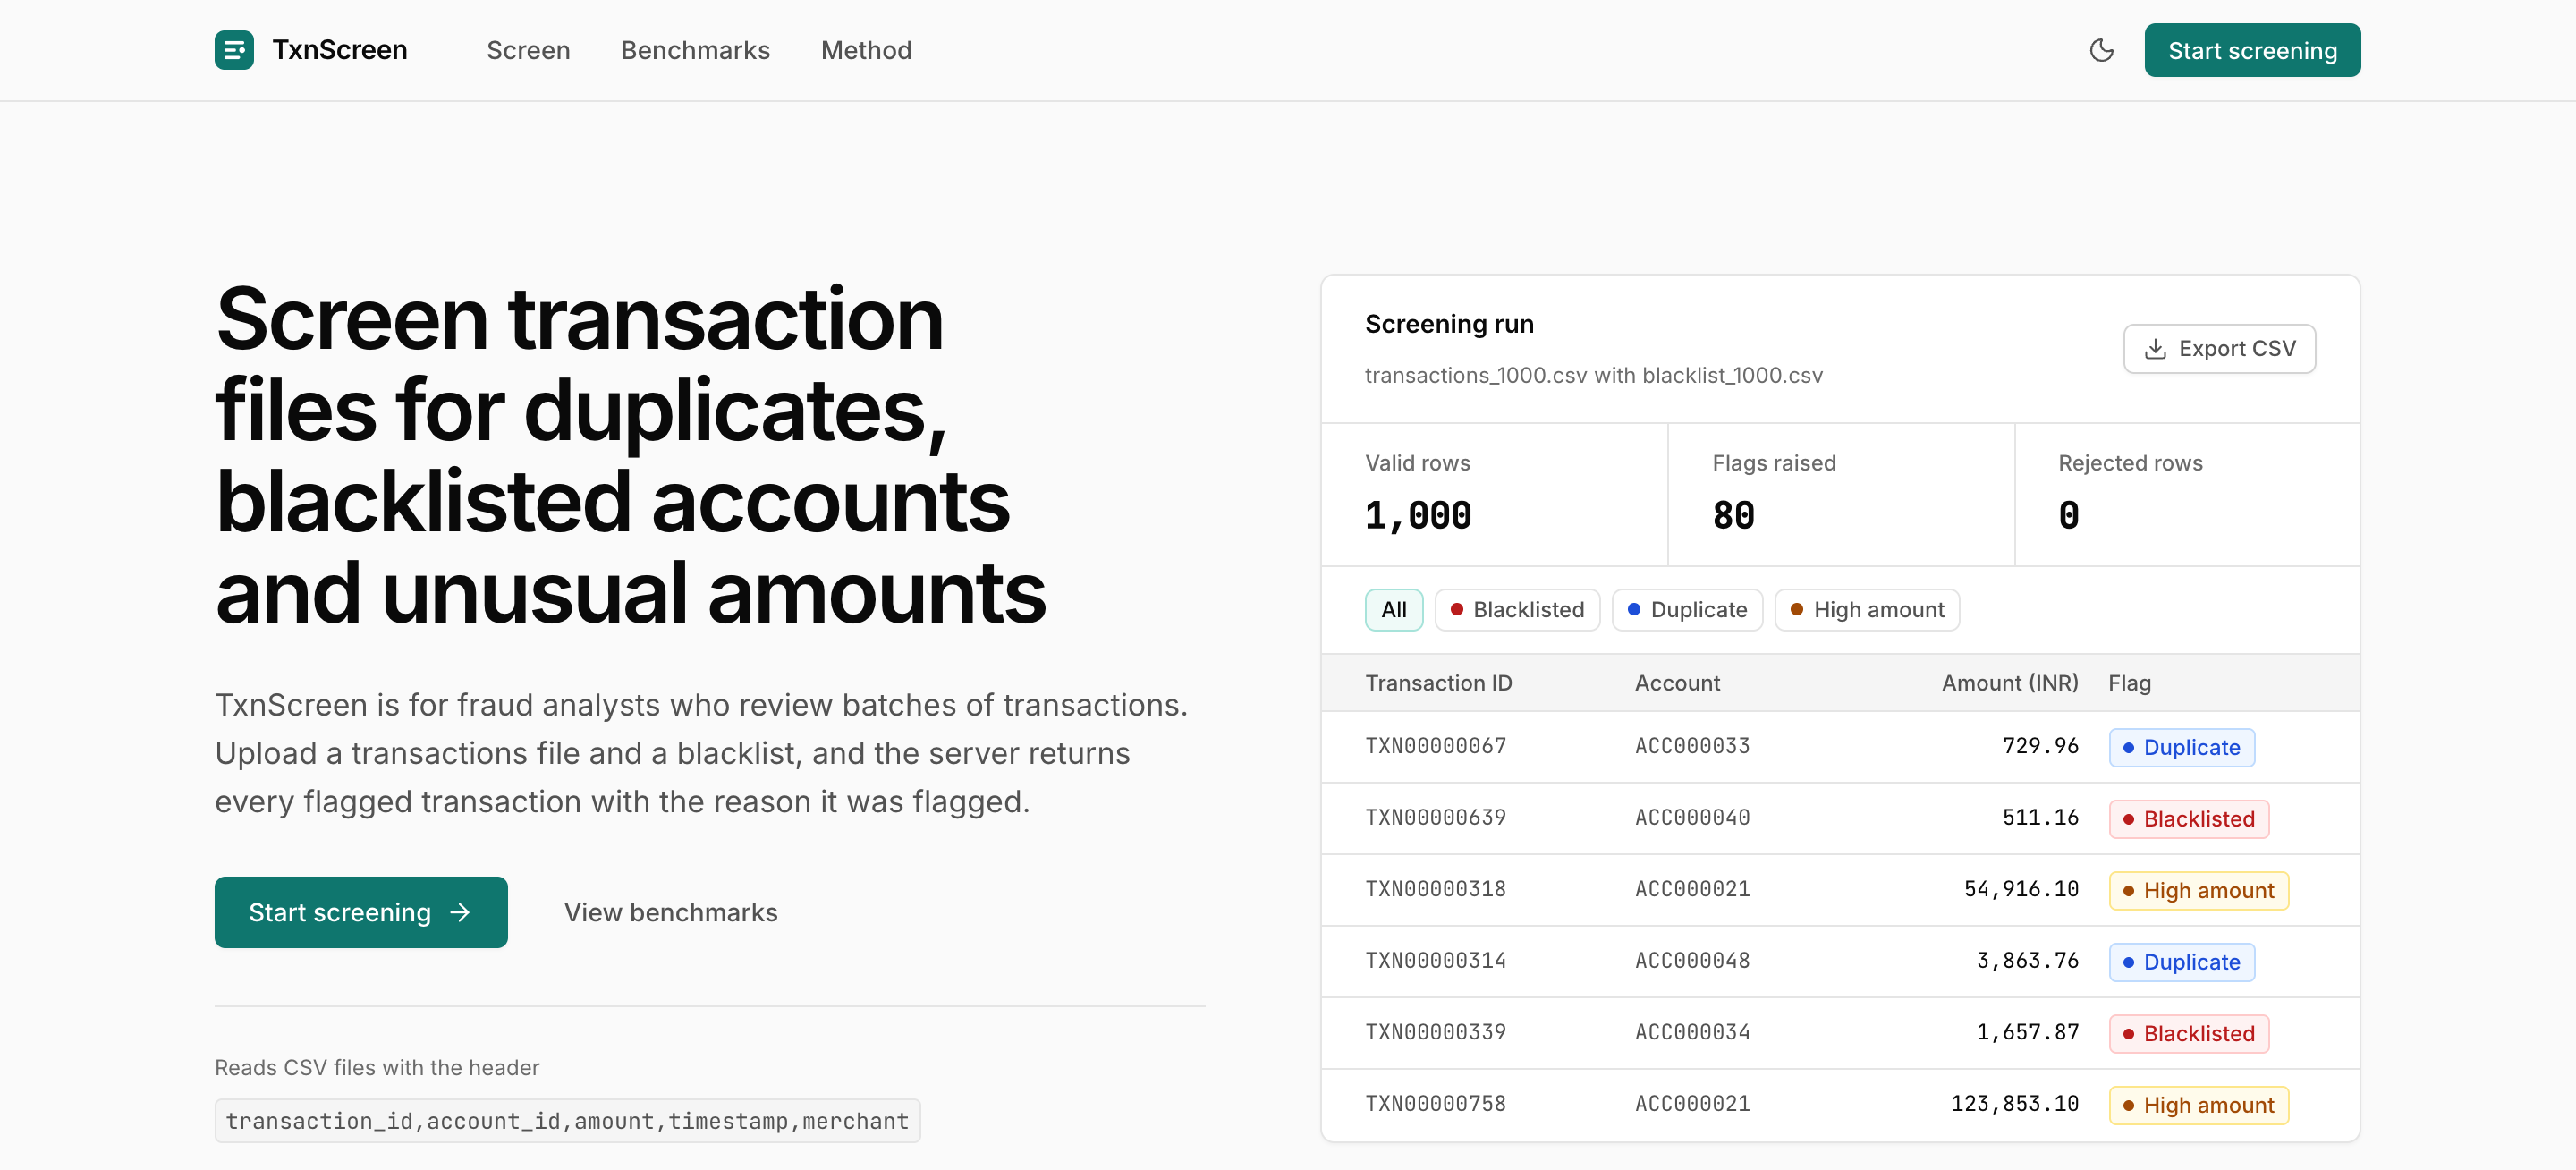 TxnScreen
Screen
Benchmarks
Method
Start screening
Screen transaction
files for duplicates,
blacklisted accounts
and unusual amounts
TxnScreen is for fraud analysts who review batches of transactions.
Upload a transactions file and a blacklist, and the server returns
every flagged transaction with the reason it was flagged.
Start screening
View benchmarks
Reads CSV files with the header
transaction_id,account_id,amount,timestamp,merchant
Screening run
transactions_1000.csv with blacklist_1000.csv
Export CSV
Valid rows
1,000
Flags raised
80
Rejected rows
0
All
Blacklisted
Duplicate
High amount
Transaction ID Account Amount (INR) Flag
TXN00000067 ACC000033 729.96 Duplicate
TXN00000639 ACC000040 511.16 Blacklisted
TXN00000318 ACC000021 54,916.10 High amount
TXN00000314 ACC000048 3,863.76 Duplicate
TXN00000339 ACC000034 1,657.87 Blacklisted
TXN00000758 ACC000021 123,853.10 High amount